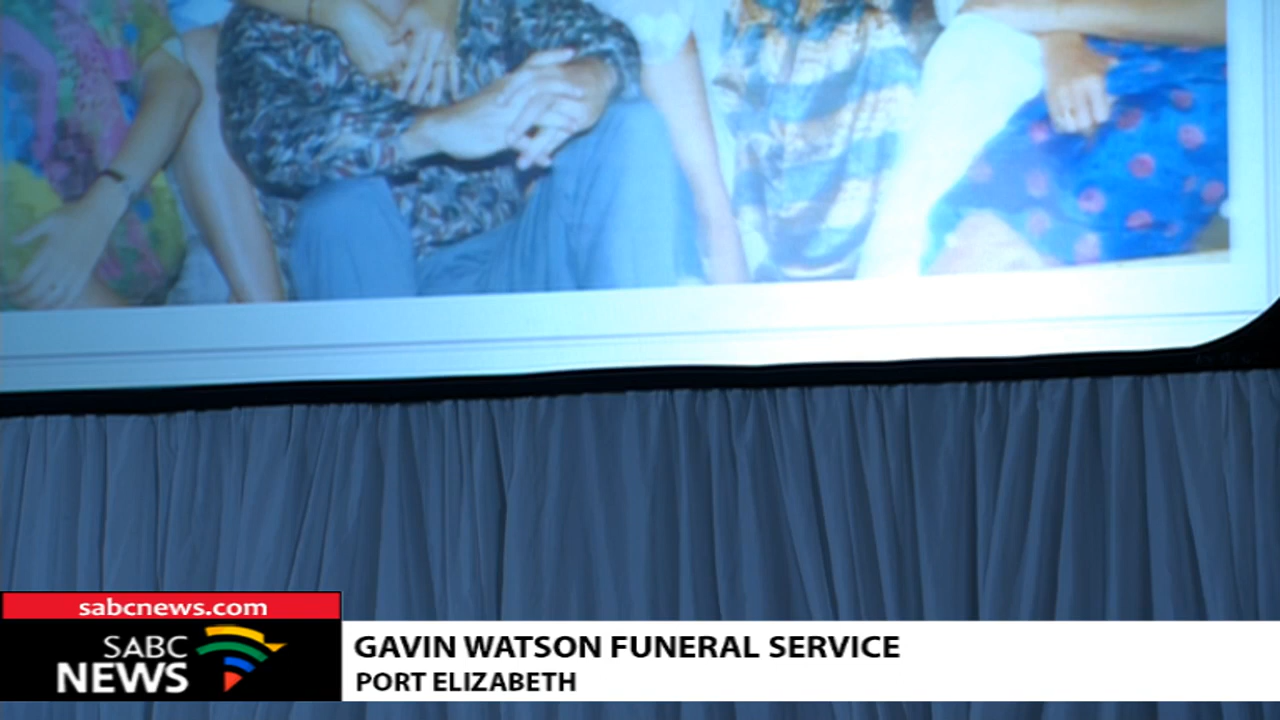 sabcnews.com
SABC
NEWS
GAVIN WATSON FUNERAL SERVICE
PORT ELIZABETH